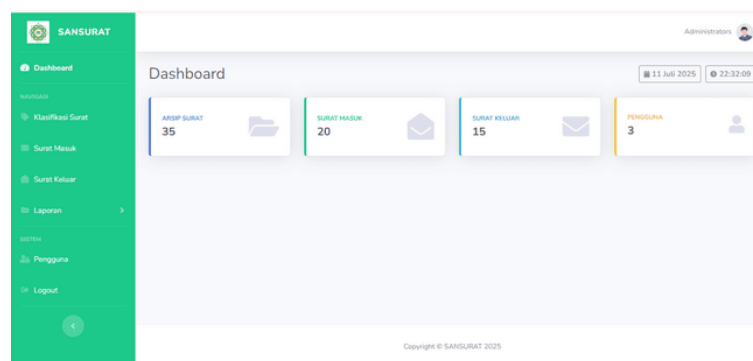 SANSURAT
Administrators
Dashboard
Dashboard
11 Juli 2025
22:32:09
NAVIGASI
Klasifikasi Surat
Surat Masuk
Surat Keluar
Laporan
SISTEM
Pengguna
Logout
ARSIP SURAT
35
SURAT MASUK
20
SURAT KELUAR
15
PENGGUNA
3
Copyright © SANSURAT 2025